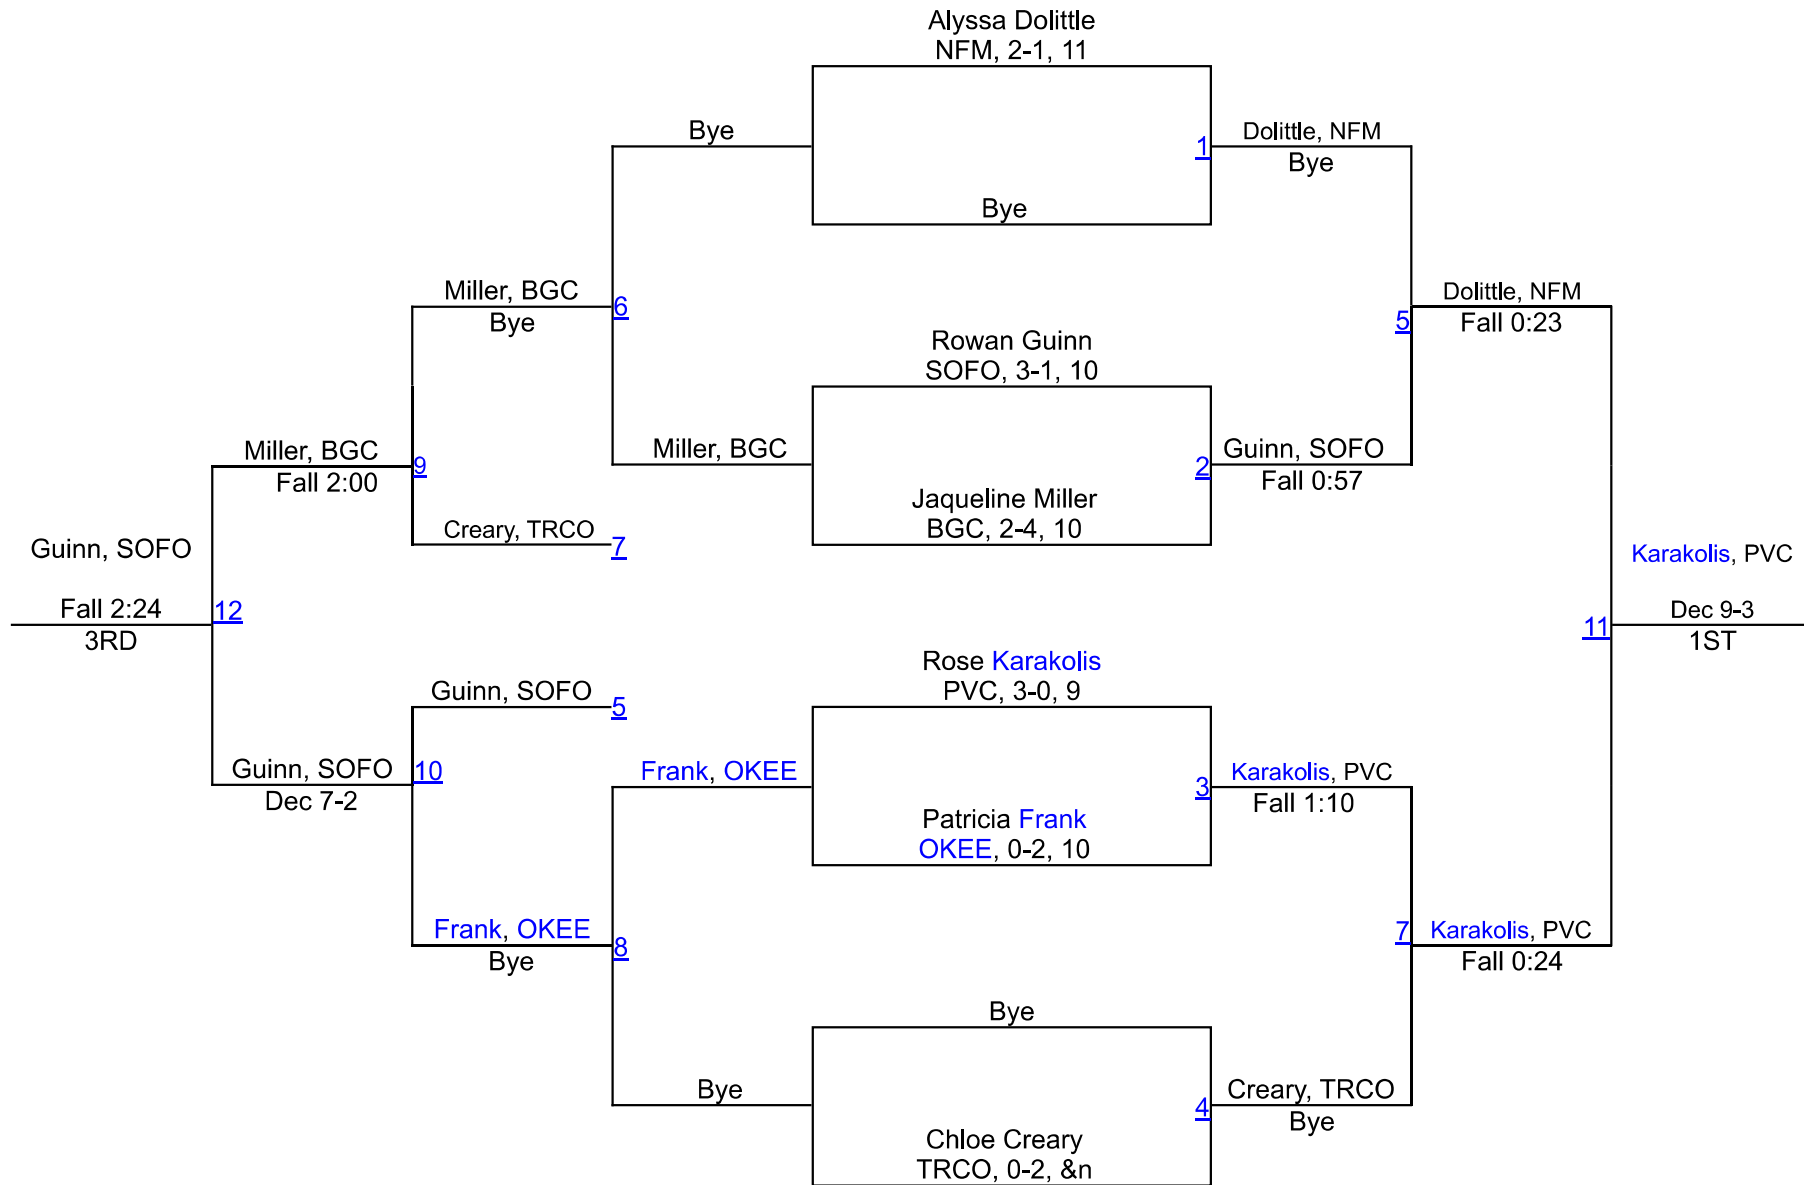 Alyssa Dolittle
NFM, 2-1, 11
Bye
1
Dolittle, NFM
Bye
Bye
Miller, BGC
Bye
6
Dolittle, NFM
Fall 0:23
5
Rowan Guinn
SOFO, 3-1, 10
Miller, BGC
Fall 2:00
9
Miller, BGC
2
Guinn, SOFO
Fall 0:57
Jaqueline Miller
BGC, 2-4, 10
Creary, TRCO
7
Guinn, SOFO
Fall 2:24
3RD
12
Karakolis, PVC
Dec 9-3
1ST
11
Rose Karakolis
PVC, 3-0, 9
Guinn, SOFO
5
Guinn, SOFO
Dec 7-2
10
Frank, OKEE
3
Karakolis, PVC
Fall 1:10
Patricia Frank
OKEE, 0-2, 10
Frank, OKEE
Bye
8
7
Karakolis, PVC
Fall 0:24
Bye
Bye
4
Creary, TRCO
Bye
Chloe Creary
TRCO, 0-2, &n